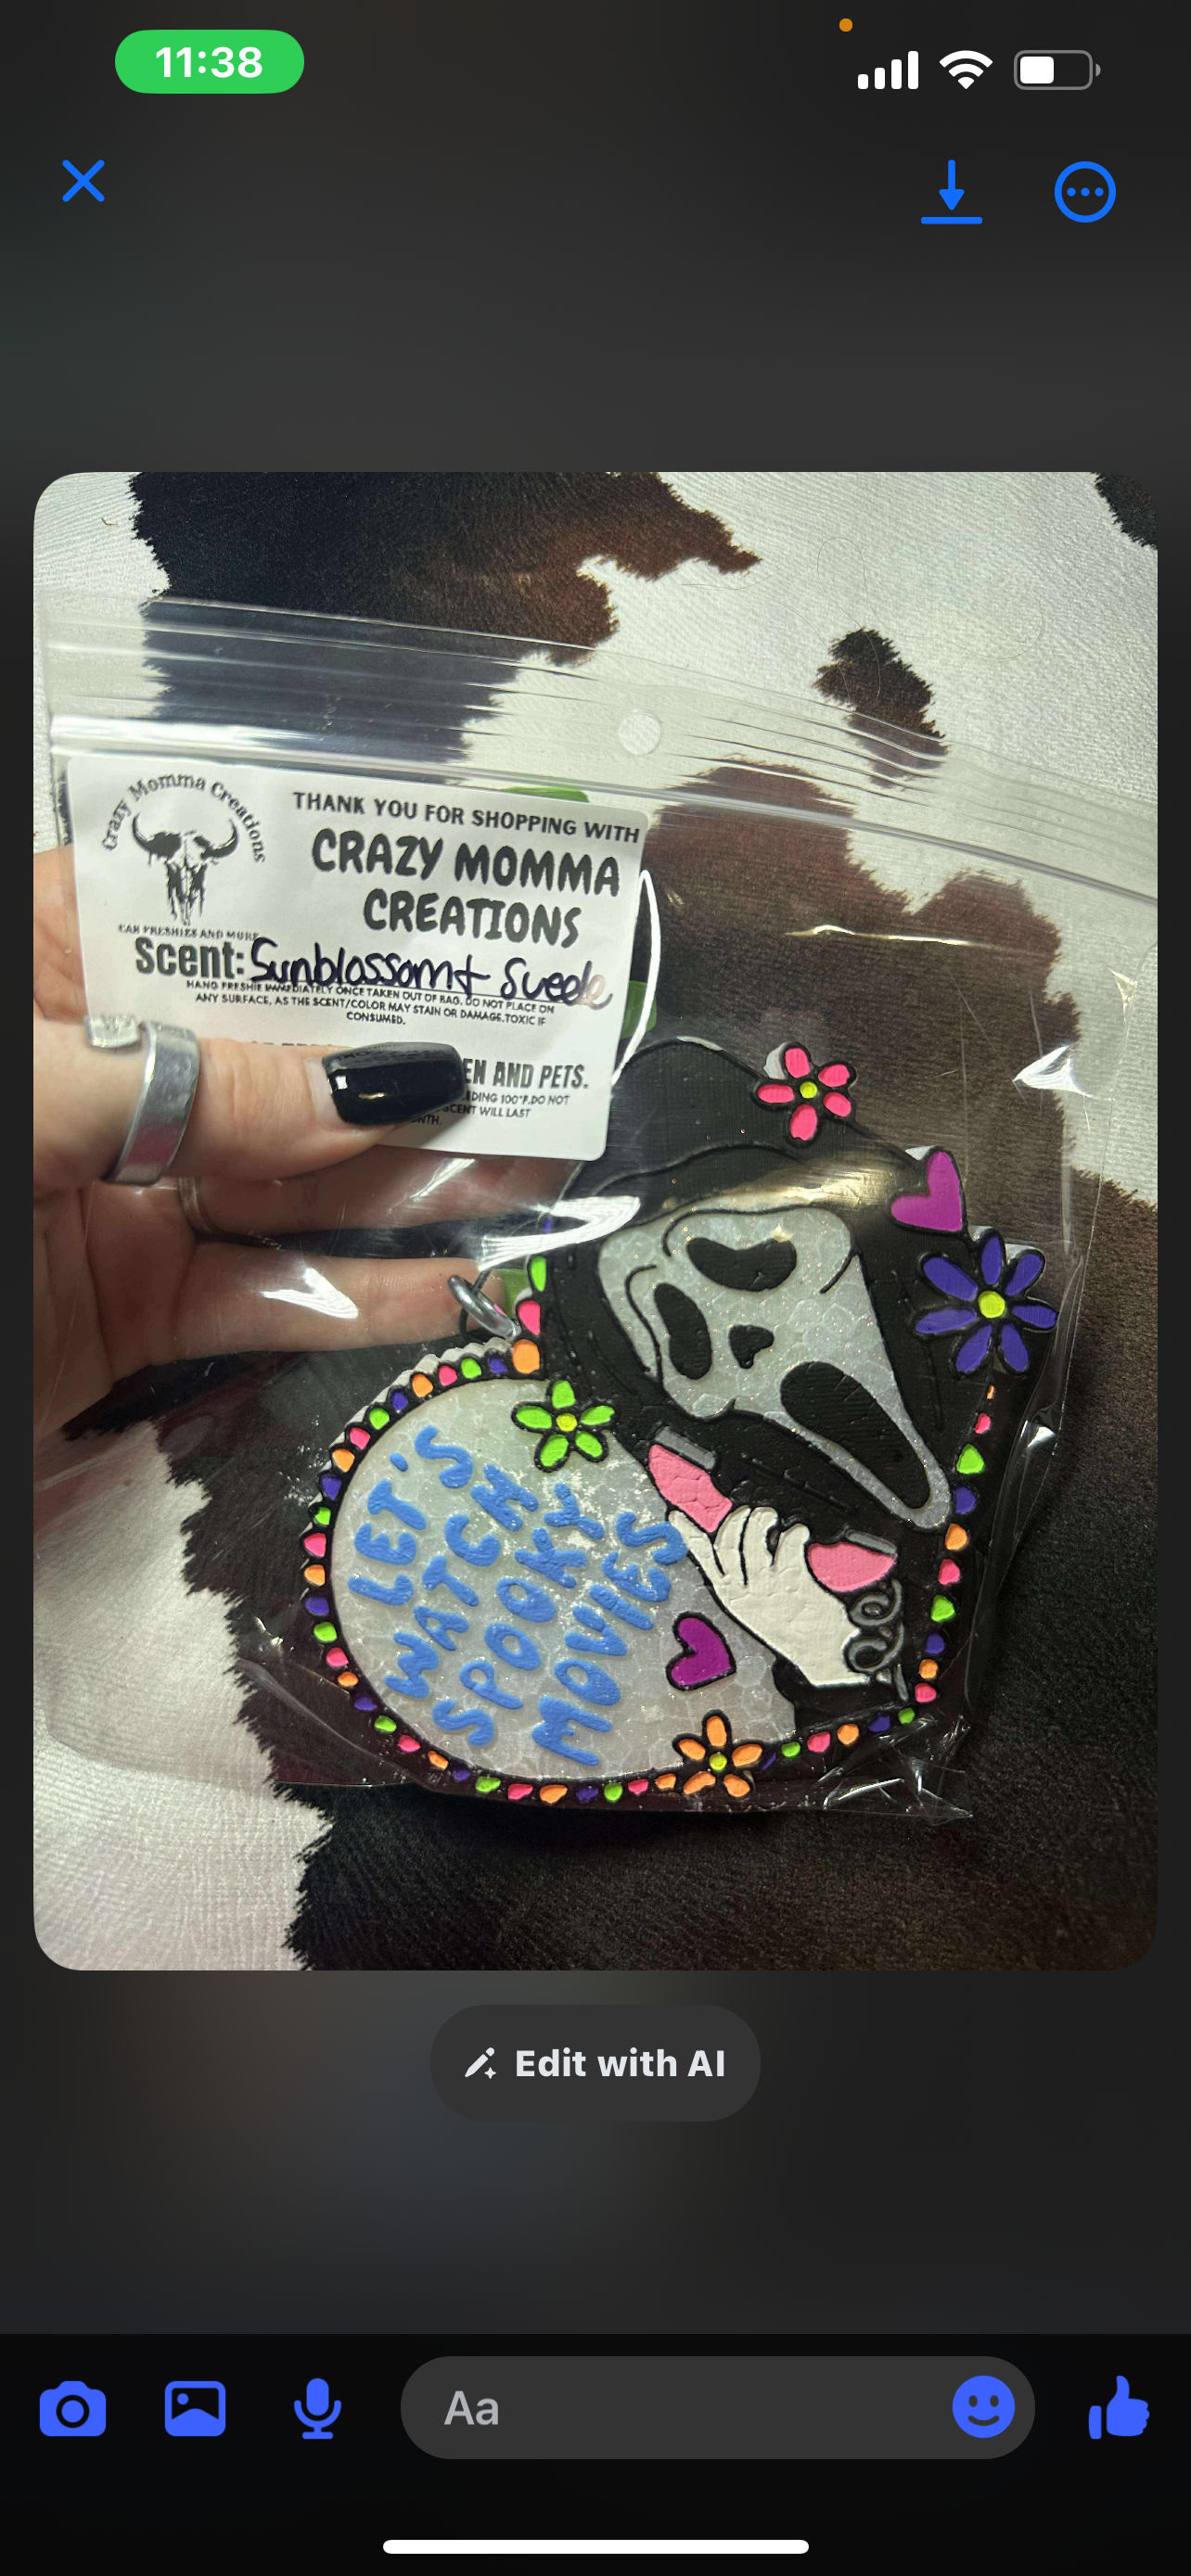 11:38
Crazy Momma Creations
CAR FRESHIES AND MORE
THANK YOU FOR SHOPPING WITH
CRAZY MOMMA
CREATIONS
Scent: Sunblossom + Suede
HANG FRESHIE IMMEDIATELY ONCE TAKEN OUT OF BAG. DO NOT PLACE ON
ANY SURFACE, AS THE SCENT/COLOR MAY STAIN OR DAMAGE. TOXIC IF
CONSUMED.
AND PETS.
100°F. DO NOT
SCENT WILL LAST
LET'S
WATCH
SPOOKY
MOVIES
Edit with AI
Aa